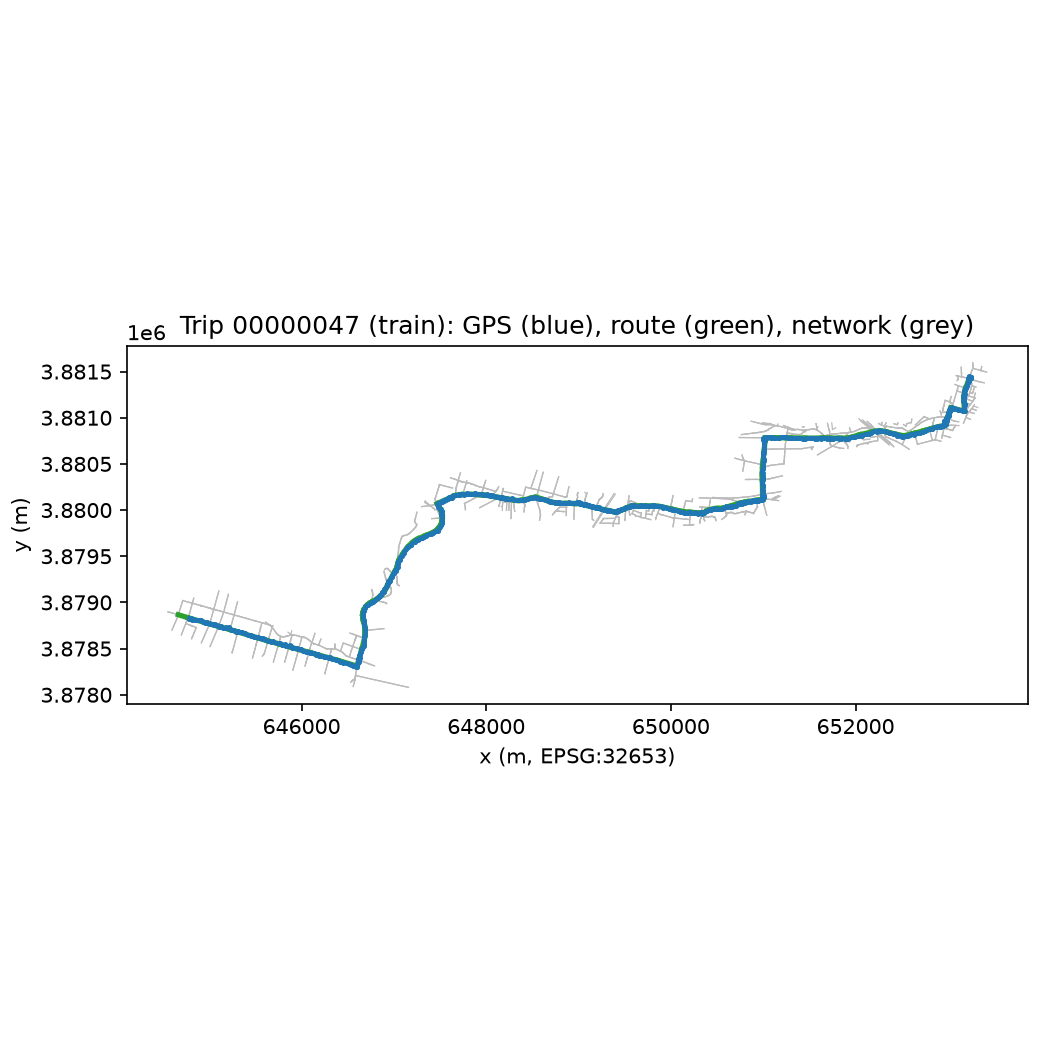 Trip 00000047 (train): GPS (blue), route (green), network (grey)
1e6
3.8815
3.8810
3.8805
3.8800
3.8795
3.8790
3.8785
3.8780
y (m)
646000 648000 650000 652000
x (m, EPSG:32653)